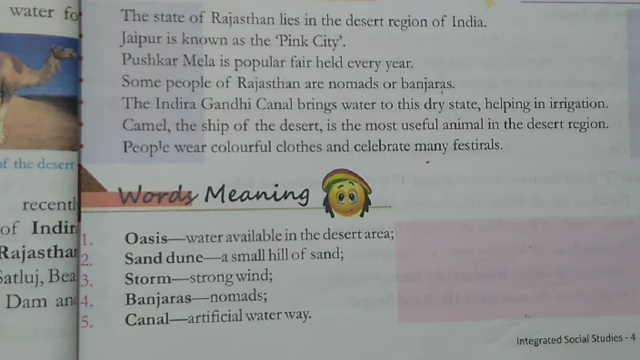 water fo
of the desert
recentl
of Indir
Rajasthan
Satluj, Bea
Dam and
The state of Rajasthan lies in the desert region of India.
Jaipur is known as the 'Pink City'.
Pushkar Mela is popular fair held every year.
Some people of Rajasthan are nomads or banjaras.
The Indira Gandhi Canal brings water to this dry state, helping in irrigation.
Camel, the ship of the desert, is the most useful animal in the desert region.
People wear colourful clothes and celebrate many festirals.
Words Meaning
1. Oasis—water available in the desert area;
2. Sand dune—a small hill of sand;
3. Storm—strong wind;
4. Banjaras—nomads;
5. Canal—artificial water way.
Integrated Social Studies - 4